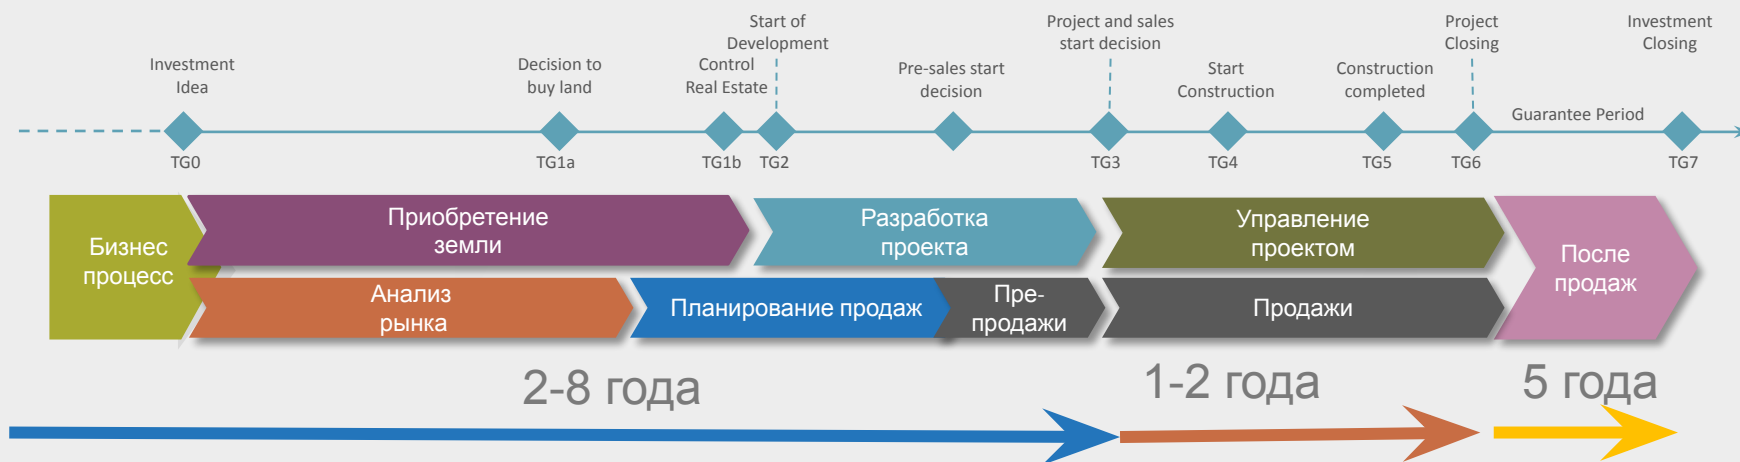 Investment
Idea
Decision to
buy land
Control
Real Estate
Start of
Development
Pre-sales start
decision
Project and sales
start decision
Start
Construction
Construction
completed
Project
Closing
Guarantee Period
Investment
Closing
TG0
TG1a
TG1b
TG2
TG3
TG4
TG5
TG6
TG7
Бизнес
процесс
Приобретение
земли
Разработка
проекта
Управление
проектом
После
продаж
Анализ
рынка
Планирование продаж
Пре-
продажи
Продажи
2-8 года
1-2 года
5 года